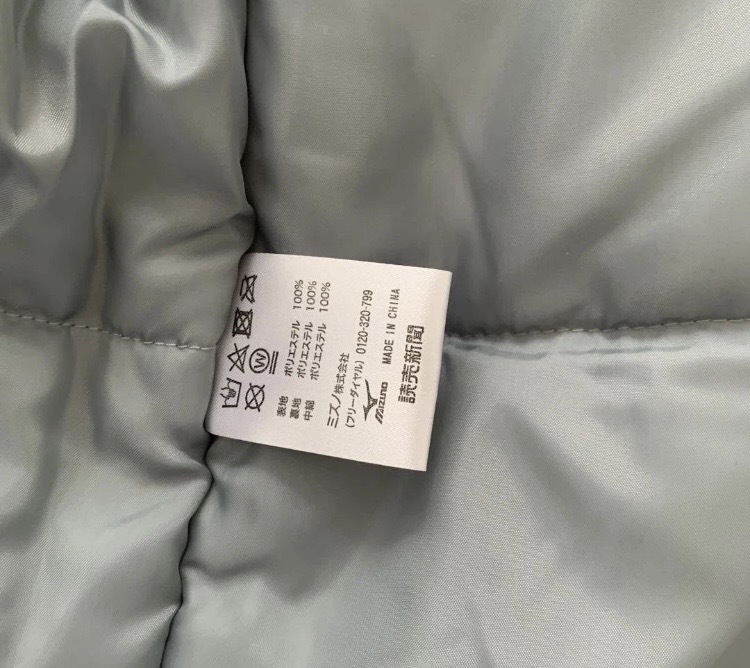 表地 ポリエステル 100%
裏地 ポリエステル 100%
中綿 ポリエステル 100%
ミズノ株式会社
(フリーダイヤル) 0120-320-799
MIZUNO
MADE IN CHINA
読売新聞